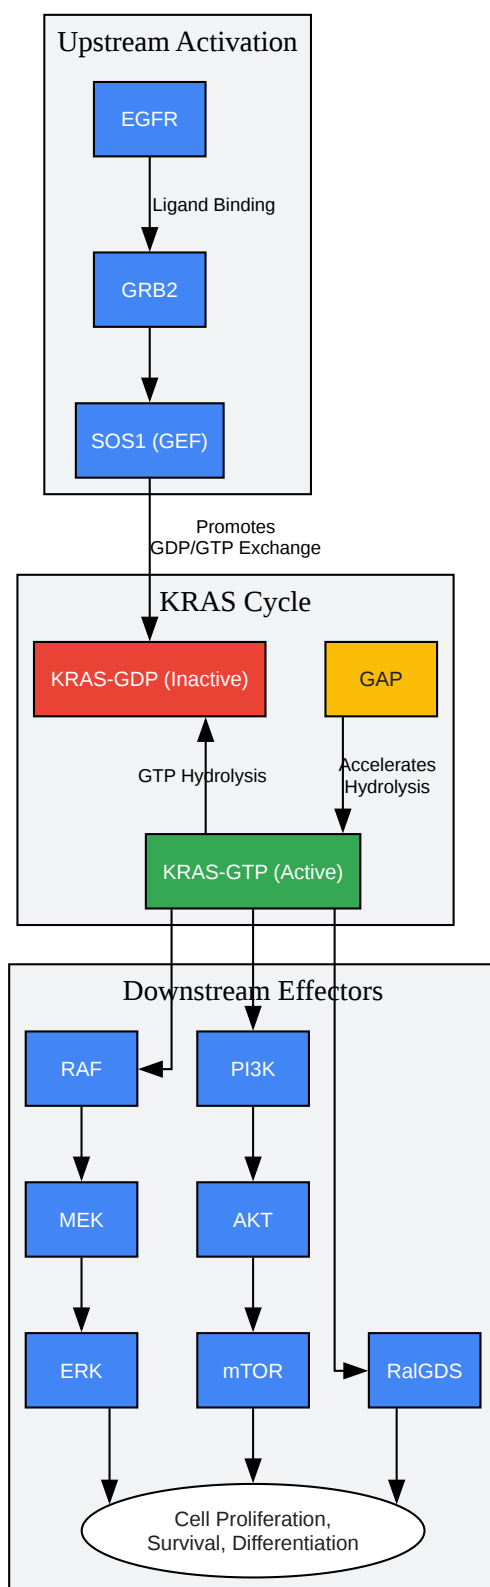 Upstream Activation
EGFR
Ligand Binding
GRB2
SOS1 (GEF)
Promotes
GDP/GTP Exchange
KRAS Cycle
KRAS-GDP (Inactive)
GAP
GTP Hydrolysis
Accelerates
Hydrolysis
KRAS-GTP (Active)
Downstream Effectors
RAF
PI3K
MEK
AKT
ERK
mTOR
RalGDS
Cell Proliferation,
Survival, Differentiation